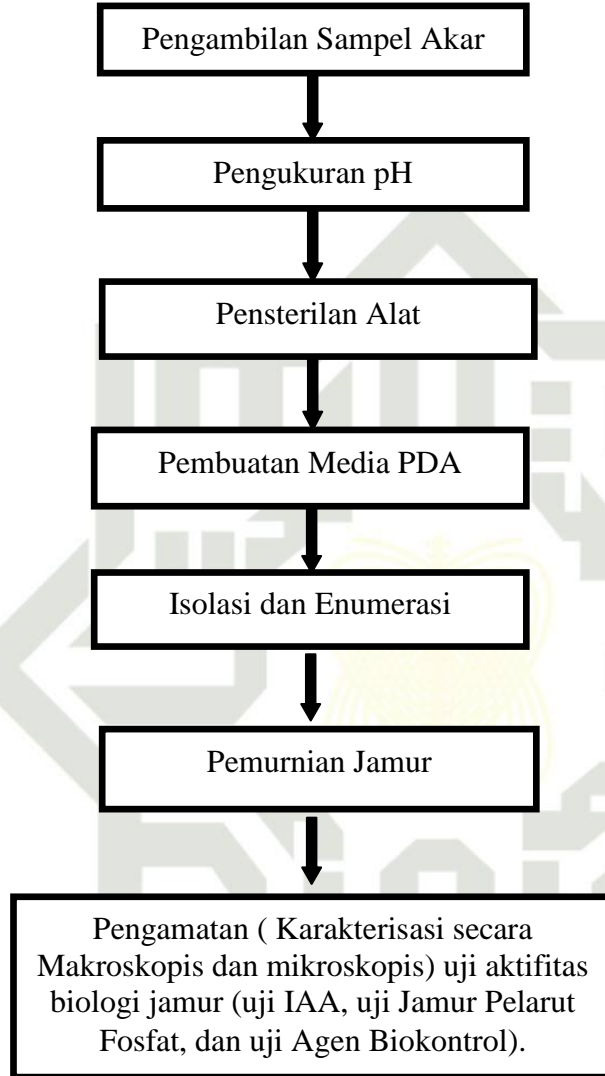 Pengambilan Sampel Akar
Pengukuran pH
Pensterilan Alat
Pembuatan Media PDA
Isolasi dan Enumerasi
Pemurnian Jamur
Pengamatan ( Karakterisasi secara
Makroskopis dan mikroskopis) uji aktifitas
biologi jamur (uji IAA, uji Jamur Pelarut
Fosfat, dan uji Agen Biokontrol).